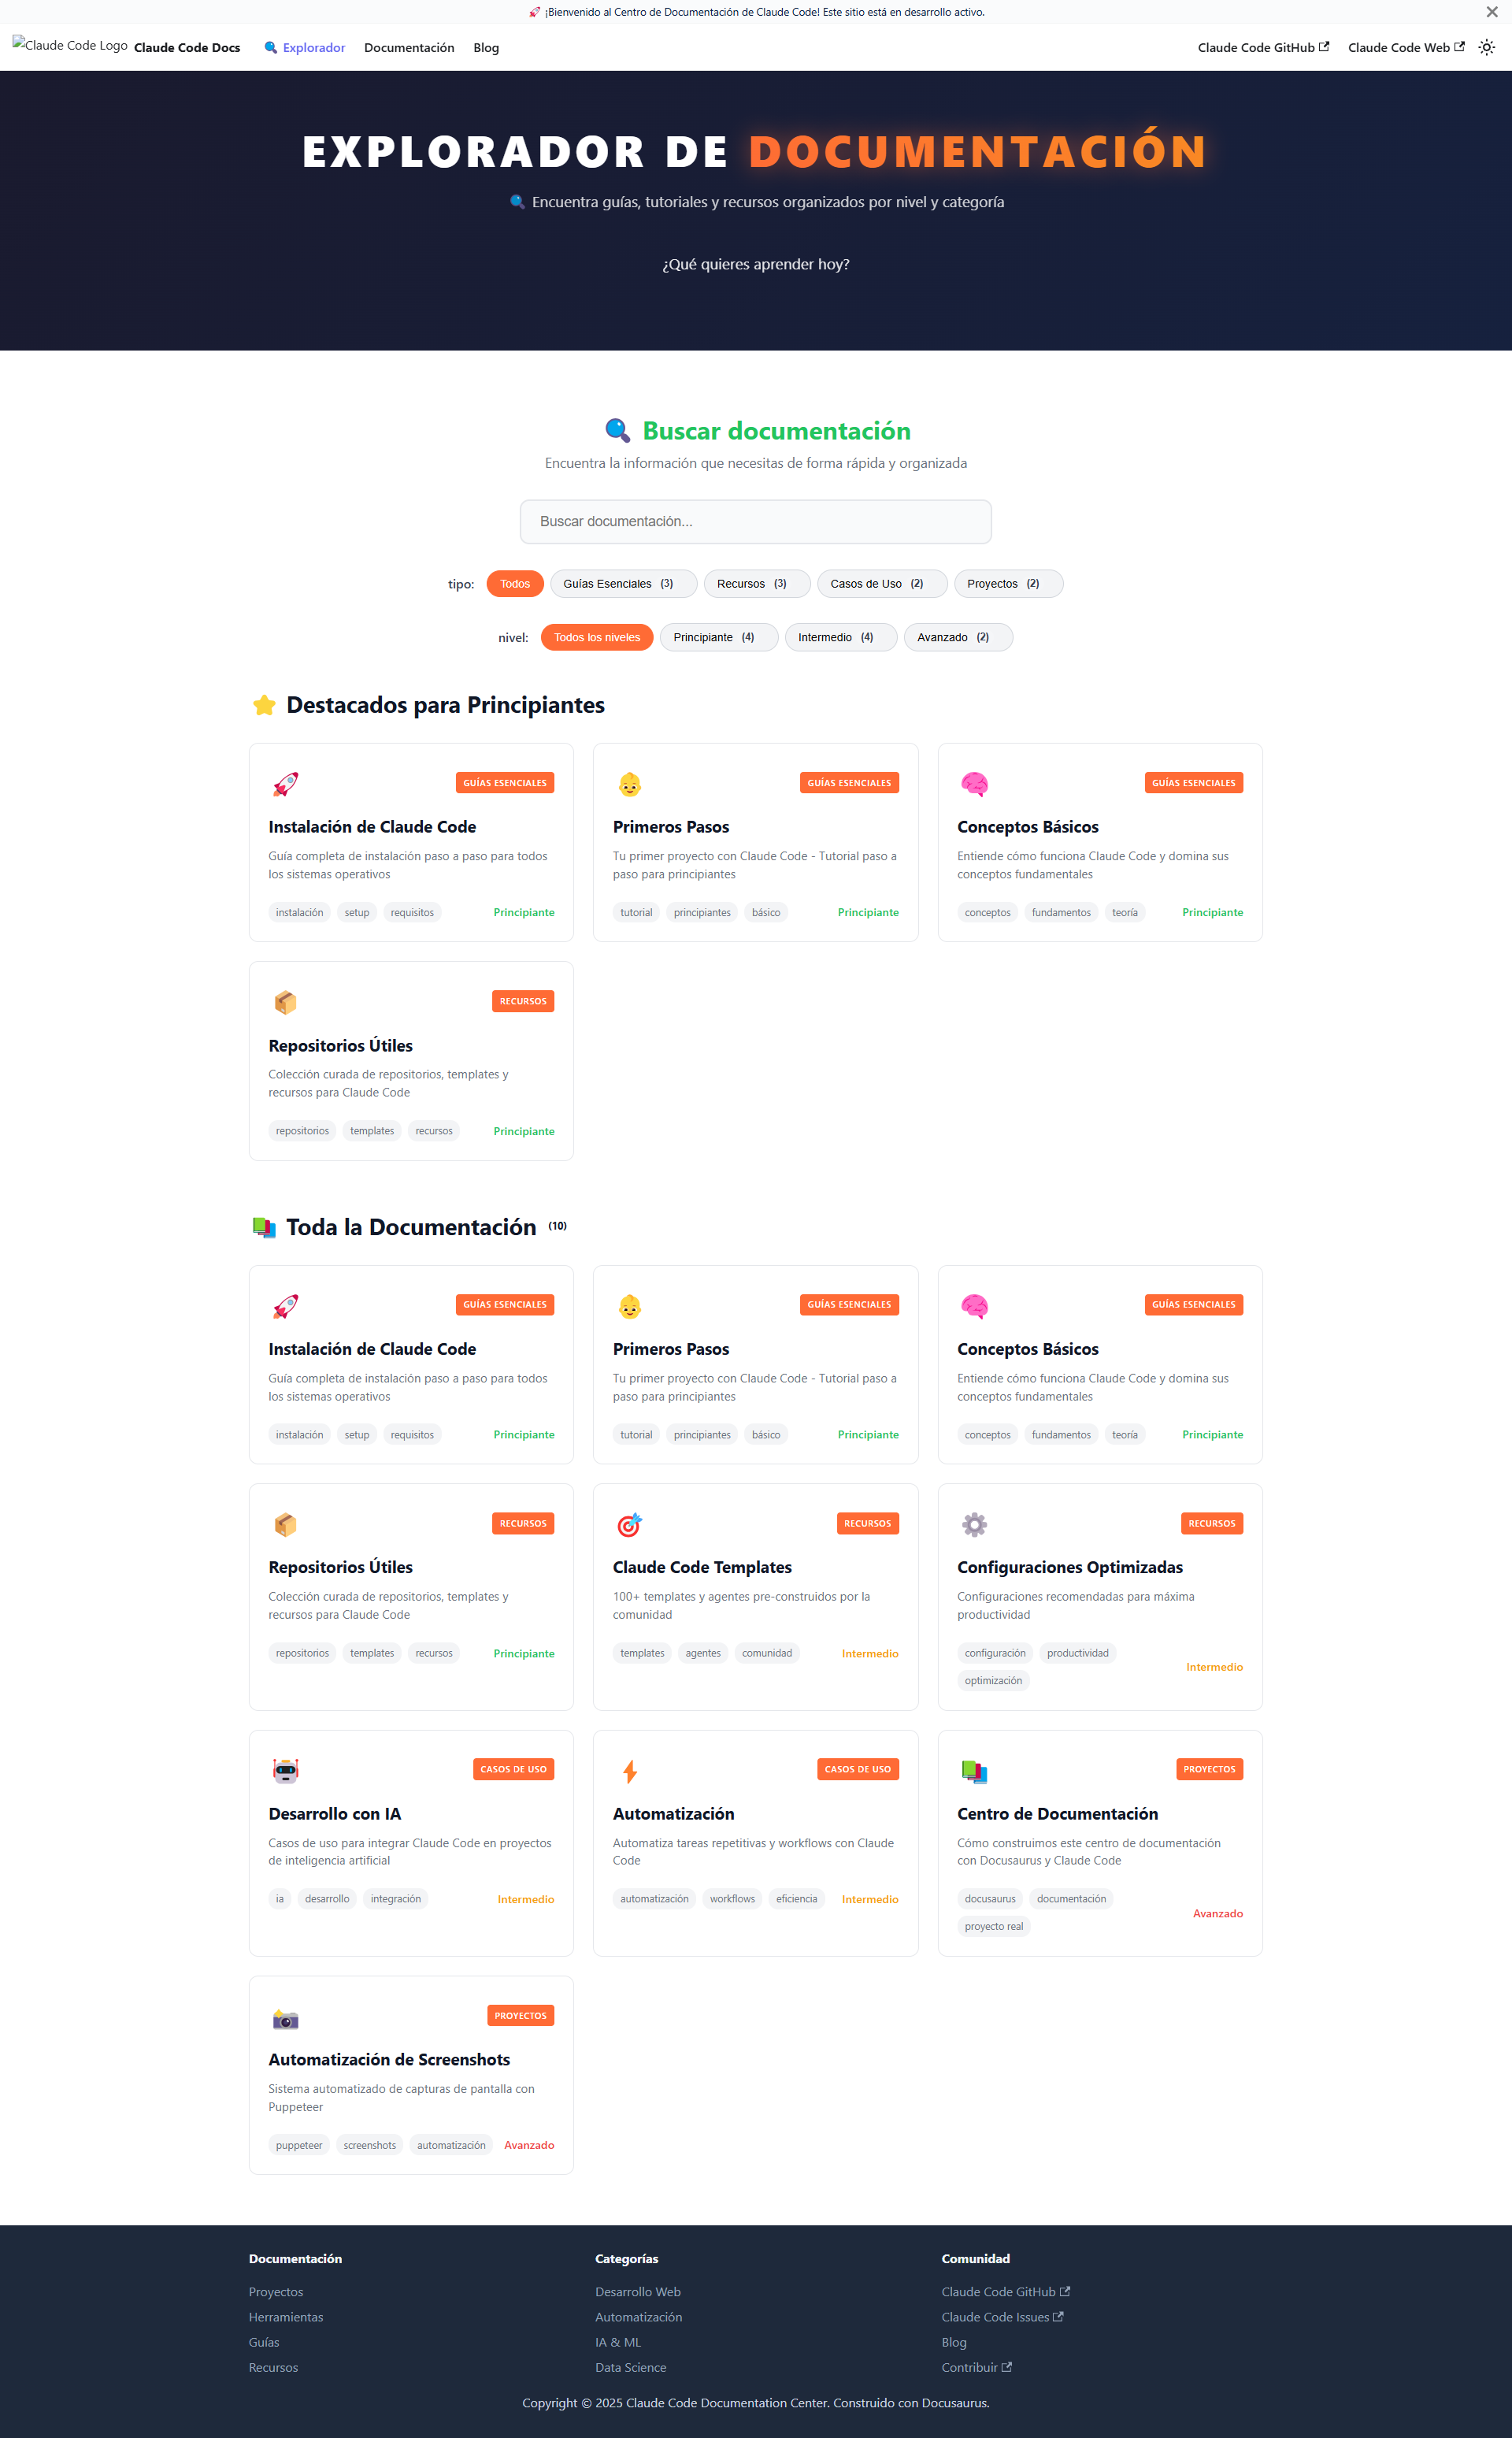 🚀 ¡Bienvenido al Centro de Documentación de Claude Code! Este sitio está en desarrollo activo.
Claude Code Logo Claude Code Docs 🔍 Explorador Documentación Blog Claude Code GitHub Claude Code Web
EXPLORADOR DE DOCUMENTACIÓN
🔍 Encuentra guías, tutoriales y recursos organizados por nivel y categoría
¿Qué quieres aprender hoy?
🔍 Buscar documentación
Encuentra la información que necesitas de forma rápida y organizada
Buscar documentación...
tipo: Todos Guías Esenciales (3) Recursos (3) Casos de Uso (2) Proyectos (2)
nivel: Todos los niveles Principiante (4) Intermedio (4) Avanzado (2)
⭐ Destacados para Principiantes
GUÍAS ESENCIALES
Instalación de Claude Code
Guía completa de instalación paso a paso para todos
los sistemas operativos
instalación setup requisitos Principiante
GUÍAS ESENCIALES
Primeros Pasos
Tu primer proyecto con Claude Code - Tutorial paso a
paso para principiantes
tutorial principiantes básico Principiante
GUÍAS ESENCIALES
Conceptos Básicos
Entiende cómo funciona Claude Code y domina sus
conceptos fundamentales
conceptos fundamentos teoría Principiante
RECURSOS
Repositorios Útiles
Colección curada de repositorios, templates y
recursos para Claude Code
repositorios templates recursos Principiante
📚 Toda la Documentación (10)
GUÍAS ESENCIALES
Instalación de Claude Code
Guía completa de instalación paso a paso para todos
los sistemas operativos
instalación setup requisitos Principiante
GUÍAS ESENCIALES
Primeros Pasos
Tu primer proyecto con Claude Code - Tutorial paso a
paso para principiantes
tutorial principiantes básico Principiante
GUÍAS ESENCIALES
Conceptos Básicos
Entiende cómo funciona Claude Code y domina sus
conceptos fundamentales
conceptos fundamentos teoría Principiante
RECURSOS
Repositorios Útiles
Colección curada de repositorios, templates y
recursos para Claude Code
repositorios templates recursos Principiante
RECURSOS
Claude Code Templates
100+ templates y agentes pre-construidos por la
comunidad
templates agentes comunidad Intermedio
RECURSOS
Configuraciones Optimizadas
Configuraciones recomendadas para máxima
productividad
configuración productividad
optimización
Intermedio
CASOS DE USO
Desarrollo con IA
Casos de uso para integrar Claude Code en proyectos
de inteligencia artificial
ia desarrollo integración Intermedio
CASOS DE USO
Automatización
Automatiza tareas repetitivas y workflows con Claude
Code
automatización workflows eficiencia Intermedio
PROYECTOS
Centro de Documentación
Cómo construimos este centro de documentación
con Docusaurus y Claude Code
docusaurus documentación
proyecto real
Avanzado
PROYECTOS
Automatización de Screenshots
Sistema automatizado de capturas de pantalla con
Puppeteer
puppeteer screenshots automatización Avanzado
Documentación
Proyectos
Herramientas
Guías
Recursos
Categorías
Desarrollo Web
Automatización
IA & ML
Data Science
Comunidad
Claude Code GitHub
Claude Code Issues
Blog
Contribuir
Copyright © 2025 Claude Code Documentation Center. Construido con Docusaurus.